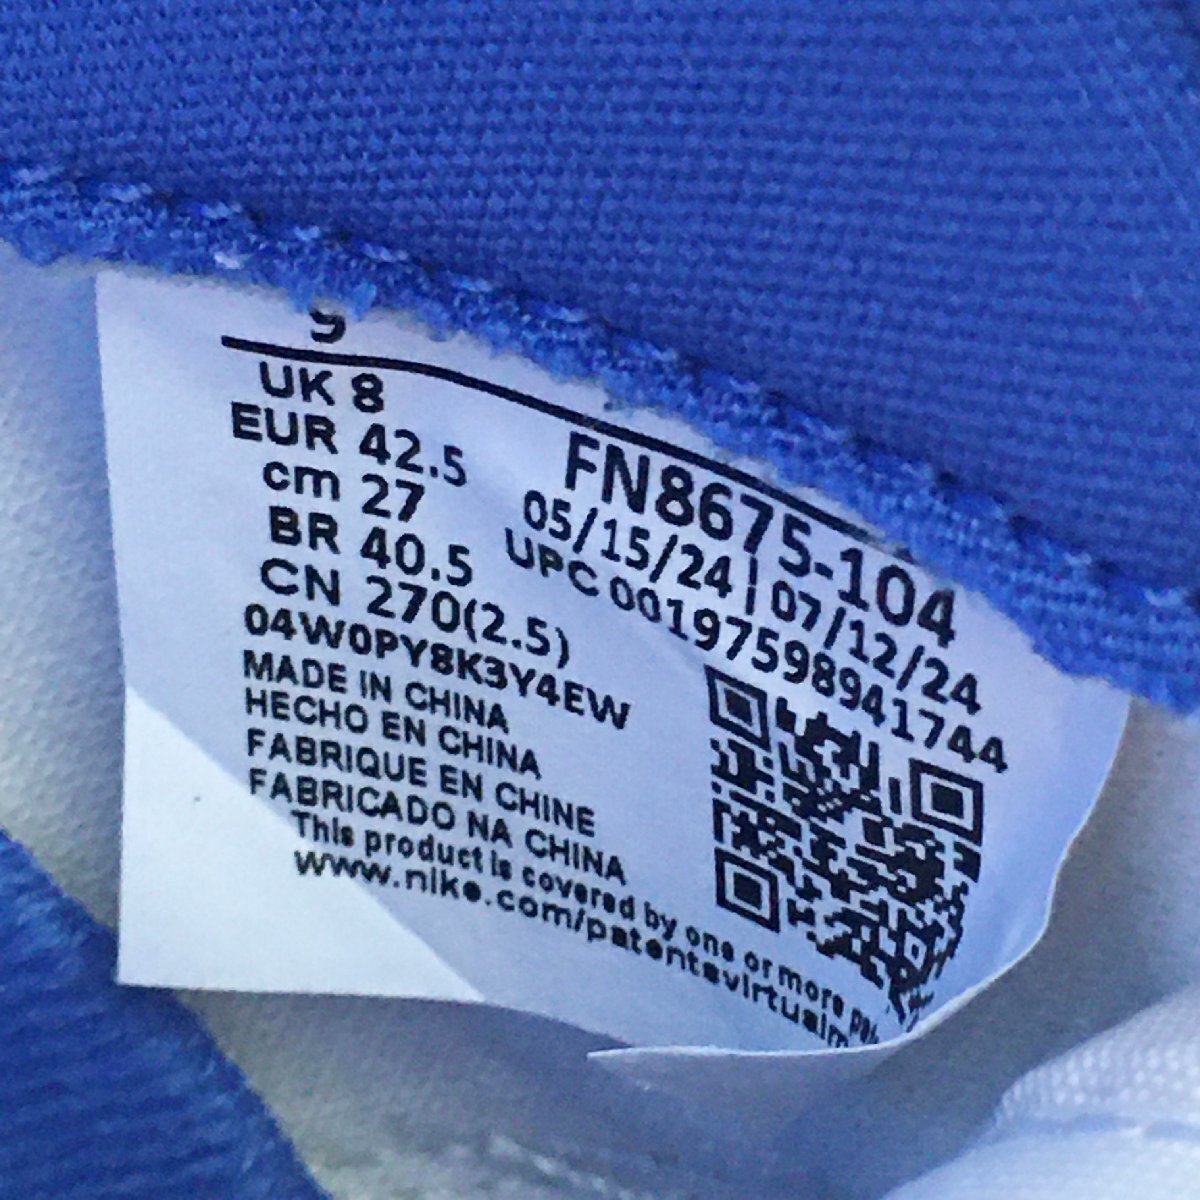 9
UK 8
EUR 42.5
cm 27
BR 40.5
CN 270(2.5)
04W0PY8K3Y4EW
MADE IN CHINA
HECHO EN CHINA
FABRIQUE EN CHINE
FABRICADO NA CHINA
This product is covered by one or more
www.nike.com/patentsvirtualm
FN8675-104
05/15/24 | 07/12/24
UPC 00197598941744